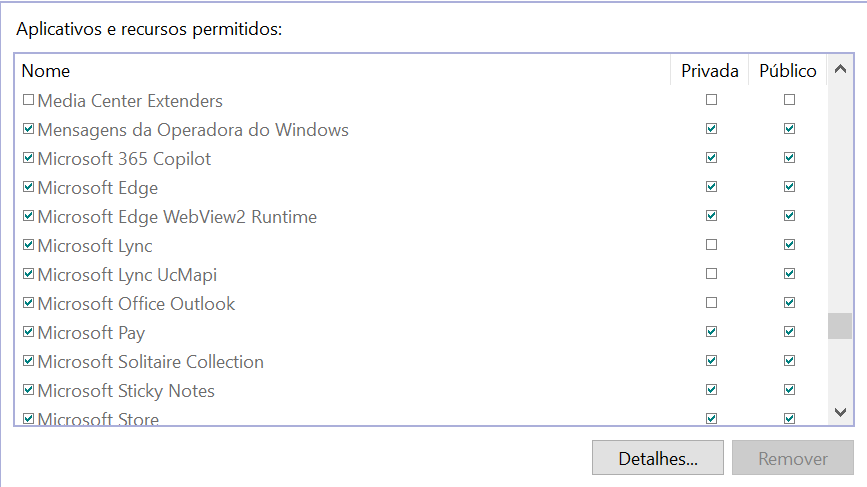 Aplicativos e recursos permitidos:
Nome Privada Público
Media Center Extenders
Mensagens da Operadora do Windows
Microsoft 365 Copilot
Microsoft Edge
Microsoft Edge WebView2 Runtime
Microsoft Lync
Microsoft Lync UcMapi
Microsoft Office Outlook
Microsoft Pay
Microsoft Solitaire Collection
Microsoft Sticky Notes
Microsoft Store
Detalhes... Remover